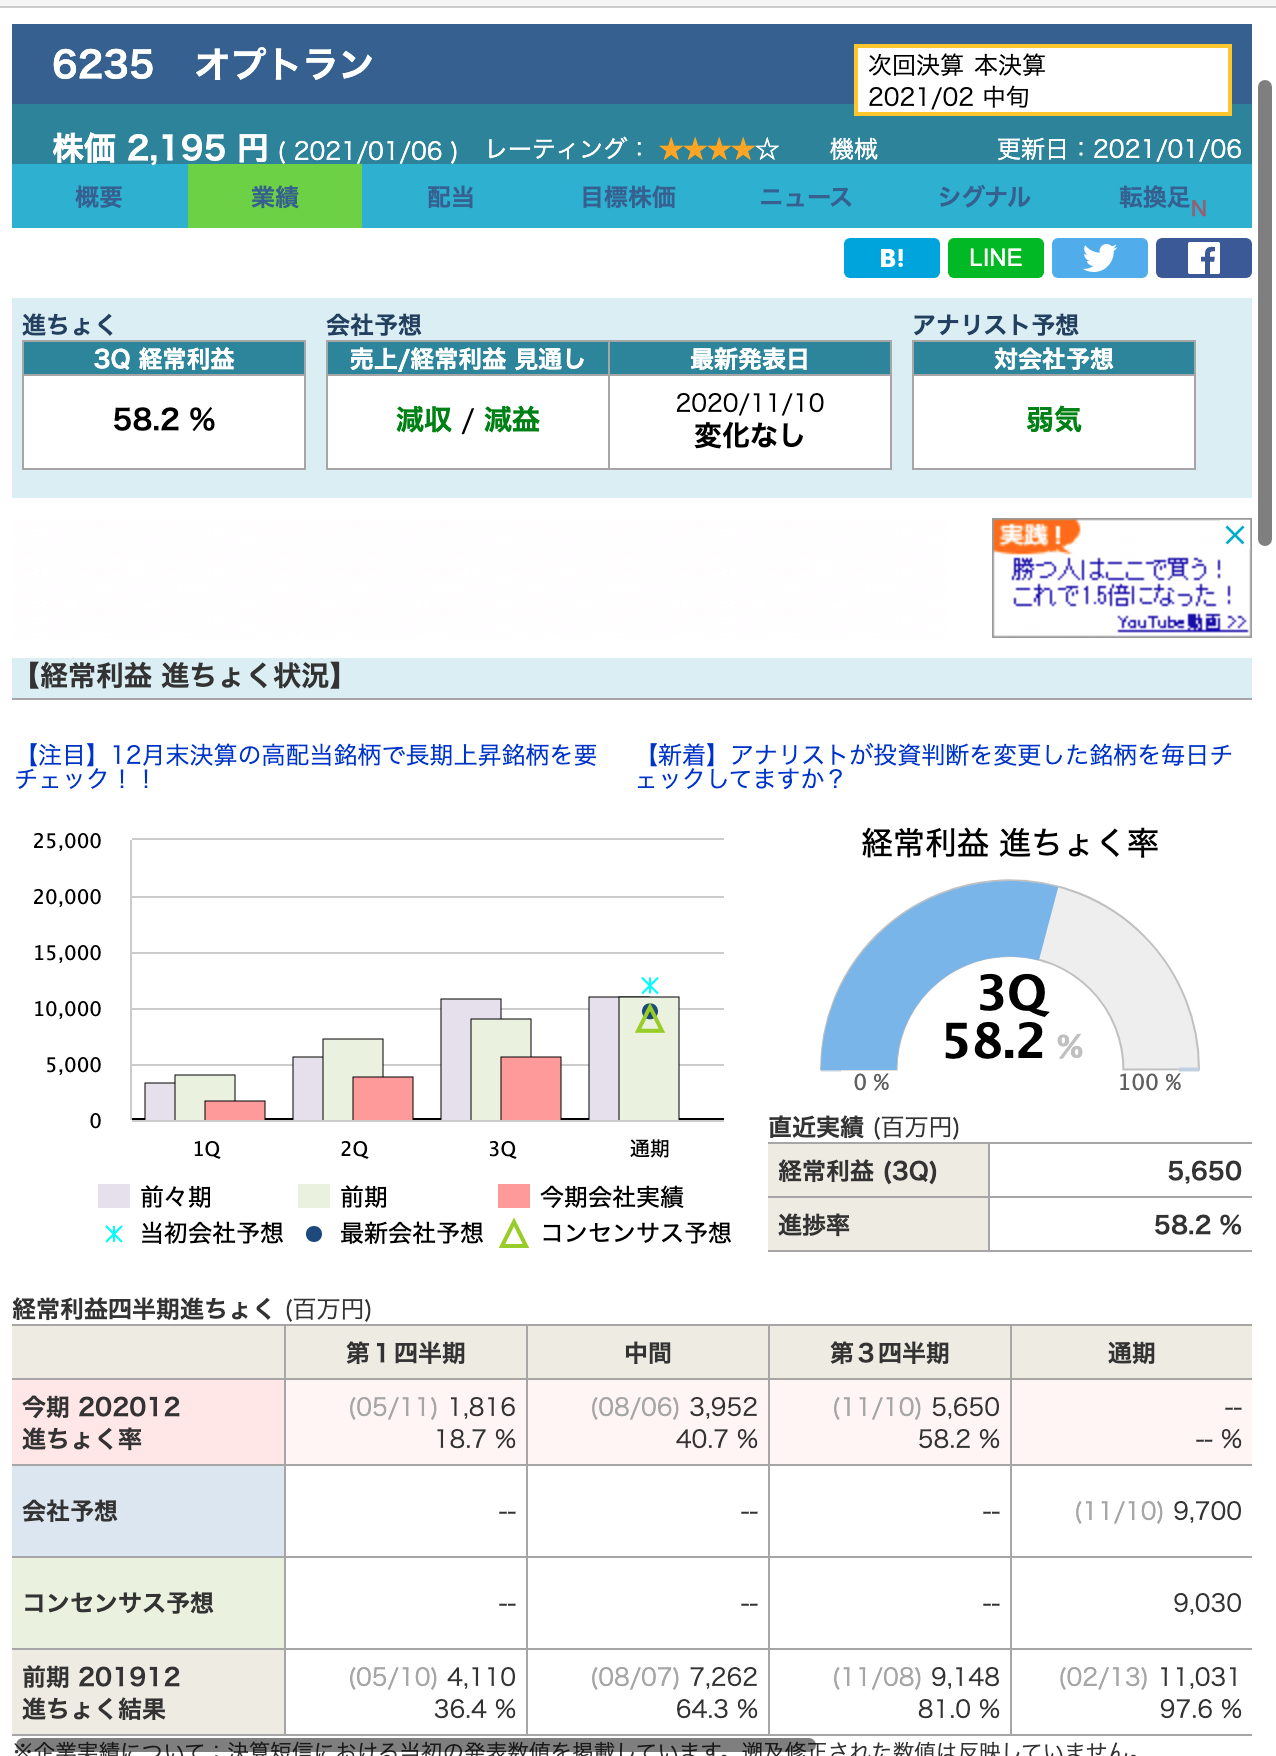 6235 オプトラン
次回決算 本決算
2021/02 中旬
株価 2,195 円 ( 2021/01/06 ) レーティング： ★★★★☆ 機械 更新日：2021/01/06
概要 業績 配当 目標株価 ニュース シグナル 転換足N
B! LINE
進ちょく 会社予想 アナリスト予想
3Q 経常利益 売上/経常利益 見通し 最新発表日 対会社予想
58.2 % 減収 / 減益 2020/11/10 弱気
変化なし
実践！
勝つ人はここで買う！
これで1.5倍になった！
YouTube動画 >>
【経常利益 進ちょく状況】
【注目】12月末決算の高配当銘柄で長期上昇銘柄を要
チェック！！
【新着】アナリストが投資判断を変更した銘柄を毎日チ
ェックしてますか？
25,000
20,000
15,000
10,000
5,000
0
1Q 2Q 3Q 通期
前々期 前期 今期会社実績
当初会社予想 最新会社予想 コンセンサス予想
経常利益 進ちょく率
3Q
58.2 %
0 % 100 %
直近実績 (百万円)
経常利益 (3Q) 5,650
進捗率 58.2 %
経常利益四半期進ちょく (百万円)
第１四半期 中間 第３四半期 通期
今期 202012 (05/11) 1,816 (08/06) 3,952 (11/10) 5,650 --
進ちょく率 18.7 % 40.7 % 58.2 % -- %
会社予想 -- -- -- (11/10) 9,700
コンセンサス予想 -- -- -- 9,030
前期 201912 (05/10) 4,110 (08/07) 7,262 (11/08) 9,148 (02/13) 11,031
進ちょく結果 36.4 % 64.3 % 81.0 % 97.6 %
※企業実績について：決算短信における当初の発表数値を掲載しています。遡及修正された数値は反映していません。